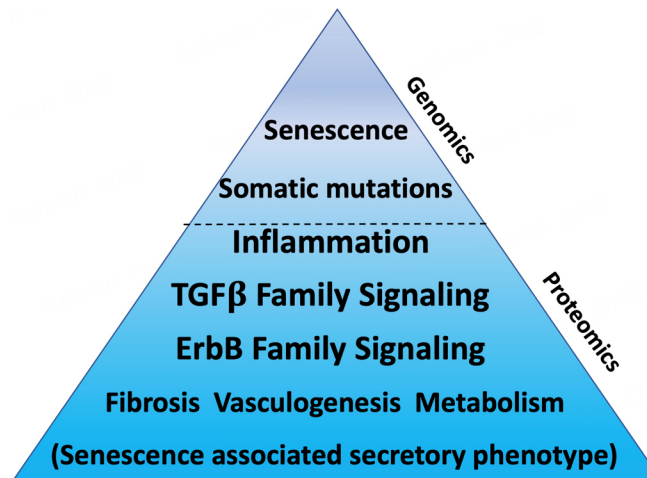 Genomics
Senescence
Somatic mutations
Inflammation
TGFβ Family Signaling
Proteomics
ErbB Family Signaling
Fibrosis Vasculogenesis Metabolism
(Senescence associated secretory phenotype)